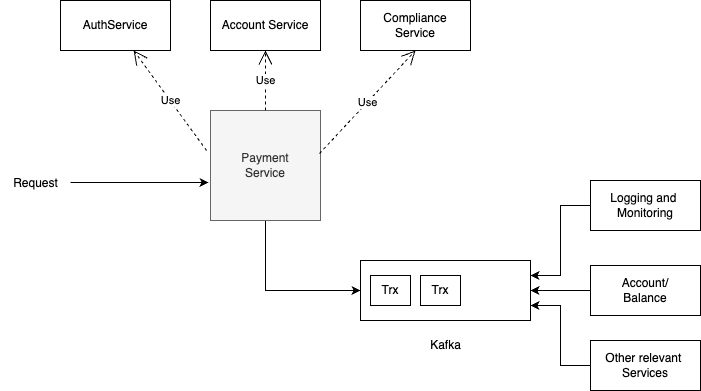 AuthService
Account Service
Compliance
Service
Use
Use
Use
Payment
Service
Request
Logging and
Monitoring
Trx
Trx
Account/
Balance
Kafka
Other relevant
Services